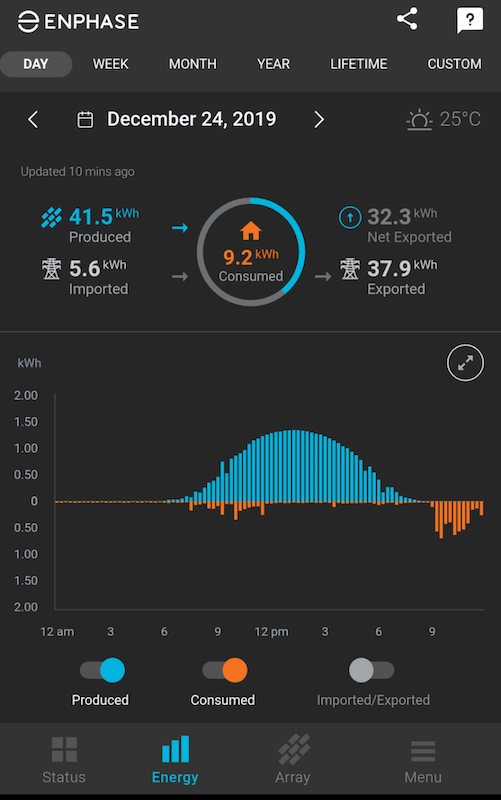 ENPHASE
?
DAY WEEK MONTH YEAR LIFETIME CUSTOM
December 24, 2019 25°C
Updated 10 mins ago
41.5 kWh 32.3 kWh
Produced Net Exported
9.2 kWh
5.6 kWh Consumed 37.9 kWh
Imported Exported
kWh
2.00
1.50
1.00
0.50
0
0.50
1.00
1.50
2.00
12 am 3 6 9 12 pm 3 6 9
Produced Consumed Imported/Exported
Status Energy Array Menu